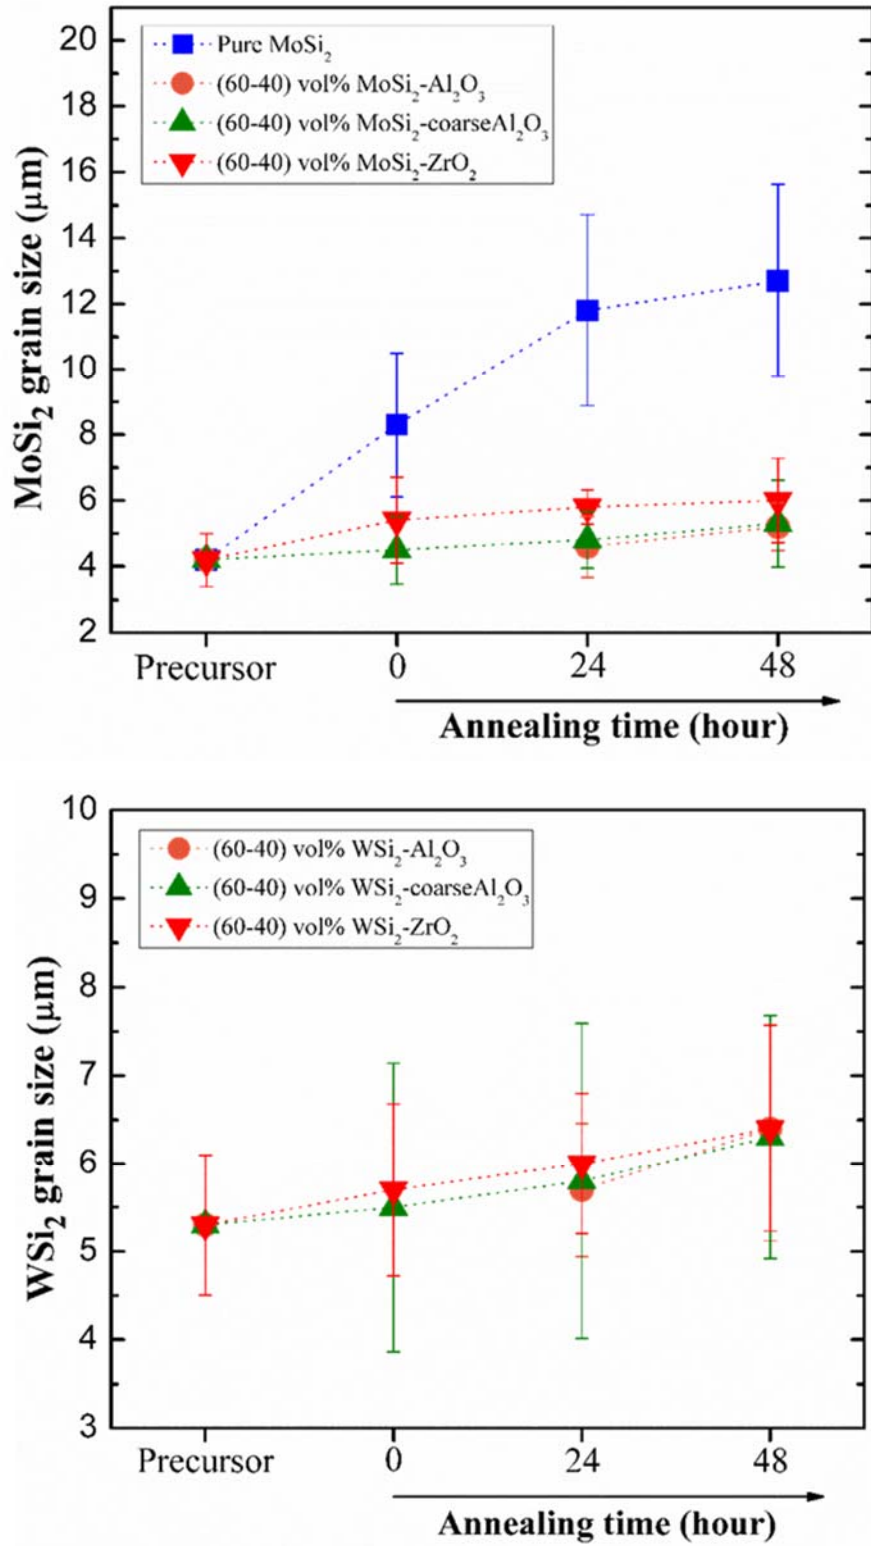 20
18
16
14
12
10
8
6
4
2
MoSi₂ grain size (μm)
Pure MoSi₂
(60-40) vol% MoSi₂-Al₂O₃
(60-40) vol% MoSi₂-coarseAl₂O₃
(60-40) vol% MoSi₂-ZrO₂
Precursor 0 24 48
Annealing time (hour)
10
9
8
7
6
5
4
3
WSi₂ grain size (μm)
(60-40) vol% WSi₂-Al₂O₃
(60-40) vol% WSi₂-coarseAl₂O₃
(60-40) vol% WSi₂-ZrO₂
Precursor 0 24 48
Annealing time (hour)